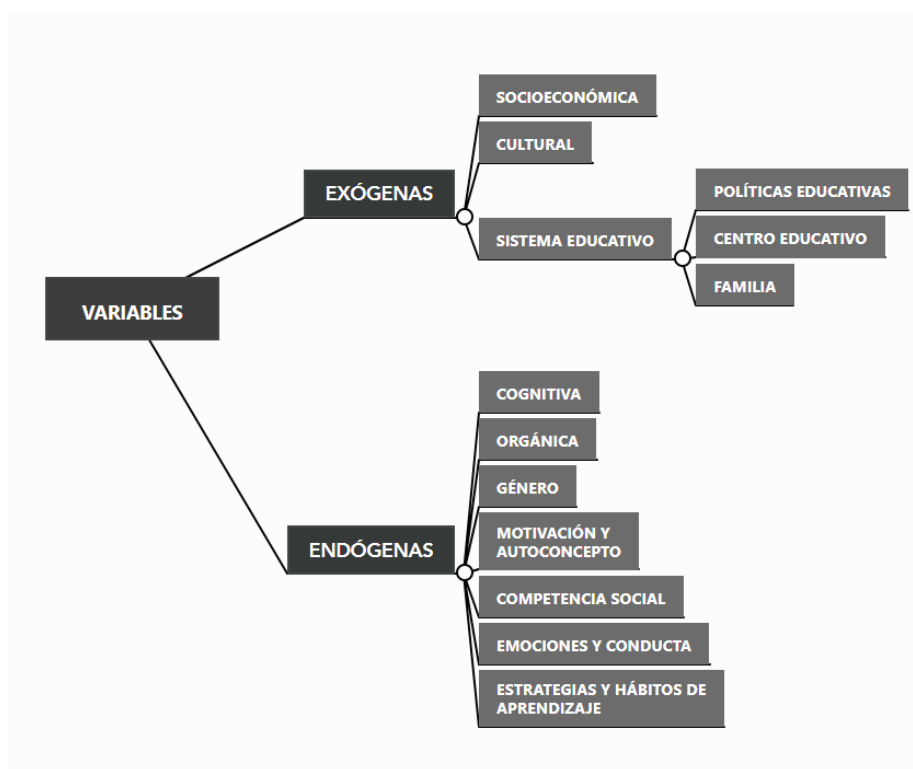 VARIABLES
EXÓGENAS
SOCIOECONÓMICA
CULTURAL
SISTEMA EDUCATIVO
POLÍTICAS EDUCATIVAS
CENTRO EDUCATIVO
FAMILIA
ENDÓGENAS
COGNITIVA
ORGÁNICA
GÉNERO
MOTIVACIÓN Y
AUTOCONCEPTO
COMPETENCIA SOCIAL
EMOCIONES Y CONDUCTA
ESTRATEGIAS Y HÁBITOS DE
APRENDIZAJE